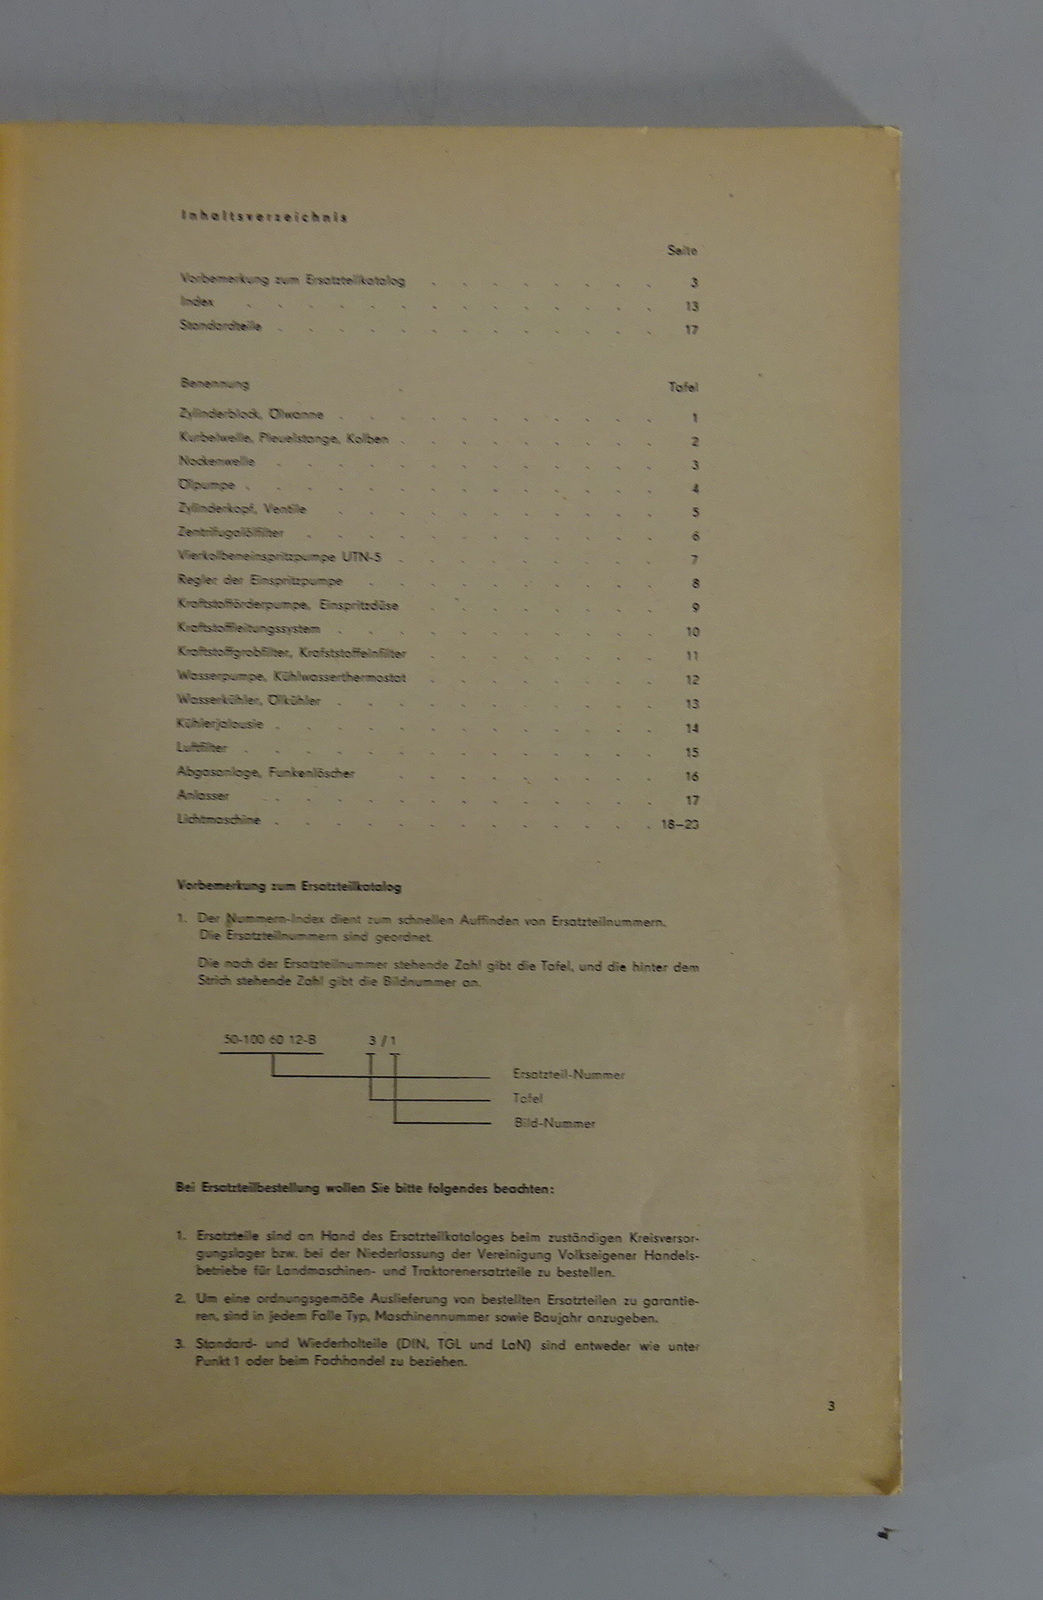 Inhaltsverzeichnis
Seite
Vorbemerkung zum Ersatzteilkatalog . . . . . . . . 3
Index . . . . . . . . . . . . . 13
Standardteile . . . . . . . . . . . . . 17
Benennung Tafel
Zylinderblock, Ölwanne . . . . . . . . . . . 1
Kurbelwelle, Pleuelstange, Kolben . . . . . . . . . 2
Nockenwelle . . . . . . . . . . . . . 3
Ölpumpe . . . . . . . . . . . . . . 4
Zylinderkopf, Ventile . . . . . . . . . . . 5
Zentrifugalölfilter . . . . . . . . . . . . 6
Vierkolbeneinspritzpumpe UTN-5 . . . . . . . . . 7
Regler der Einspritzpumpe . . . . . . . . . . 8
Kraftstofförderpumpe, Einspritzdüse . . . . . . . . 9
Kraftstoffleitungssystem . . . . . . . . . . . 10
Kraftstoffgrobfilter, Krafststoffeinfilter . . . . . . . . 11
Wasserpumpe, Kühlwasserthermostat . . . . . . . . 12
Wasserkühler, Ölkühler . . . . . . . . . . . 13
Kühlerjalousie . . . . . . . . . . . . . 14
Luftfilter . . . . . . . . . . . . . . 15
Abgasanlage, Funkenlöscher . . . . . . . . . 16
Anlasser . . . . . . . . . . . . . . 17
Lichtmaschine . . . . . . . . . . . . . 18–23
Vorbemerkung zum Ersatzteilkatalog
1. Der Nummern-Index dient zum schnellen Auffinden von Ersatzteilnummern.
Die Ersatzteilnummern sind geordnet.
Die nach der Ersatzteilnummer stehende Zahl gibt die Tafel, und die hinter dem
Strich stehende Zahl gibt die Bildnummer an.
50-100 60 12-B 3 / 1
Ersatzteil-Nummer
Tafel
Bild-Nummer
Bei Ersatzteilbestellung wollen Sie bitte folgendes beachten:
1. Ersatzteile sind an Hand des Ersatzteilkataloges beim zuständigen Kreisversor-
gungslager bzw. bei der Niederlassung der Vereinigung Volkseigener Handels-
betriebe für Landmaschinen- und Traktorenersatzteile zu bestellen.
2. Um eine ordnungsgemäße Auslieferung von bestellten Ersatzteilen zu garantie-
ren, sind in jedem Falle Typ, Maschinennummer sowie Baujahr anzugeben.
3. Standard- und Wiederholteile (DIN, TGL und LaN) sind entweder wie unter
Punkt 1 oder beim Fachhandel zu beziehen.
3